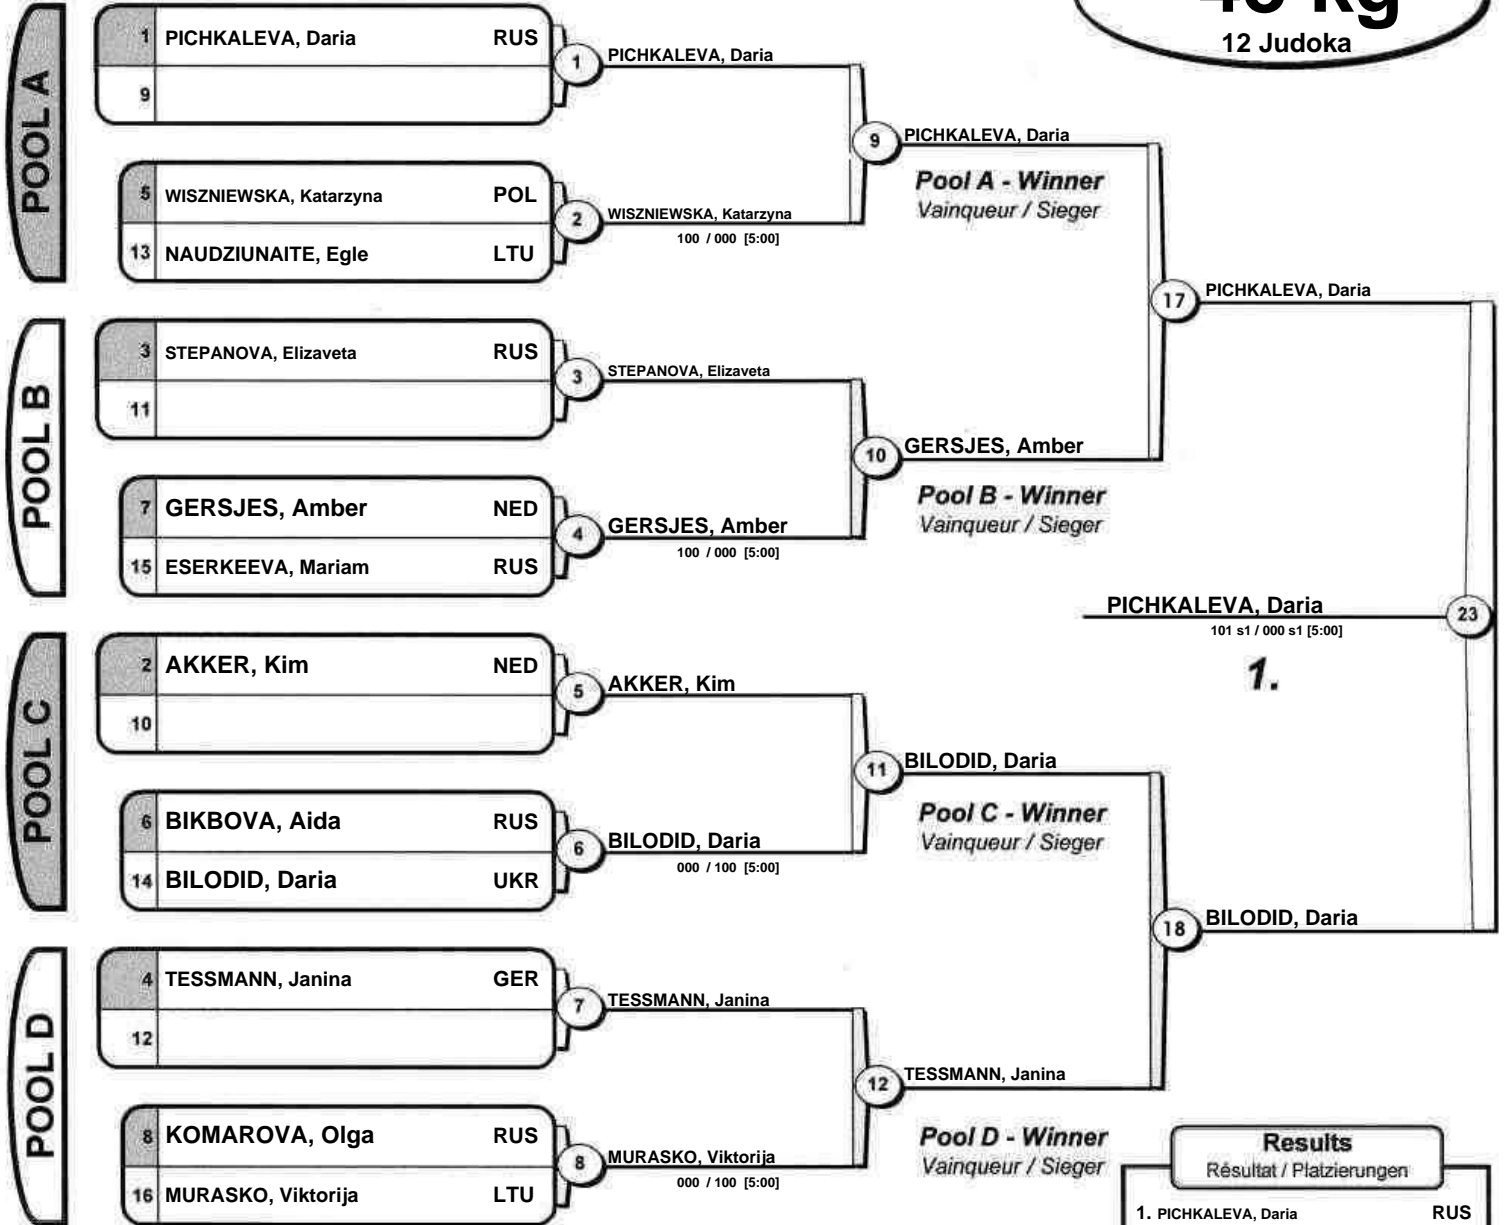 kg
12 Judoka
POOL A
1 PICHKALEVA, Daria RUS
9
1 PICHKALEVA, Daria
5 WISZNIEWSKA, Katarzyna POL
13 NAUDZIUNAITE, Egle LTU
2 WISZNIEWSKA, Katarzyna
100 / 000 [5:00]
9 PICHKALEVA, Daria
Pool A - Winner
Vainqueur / Sieger
POOL B
3 STEPANOVA, Elizaveta RUS
11
3 STEPANOVA, Elizaveta
7 GERSJES, Amber NED
15 ESERKEEVA, Mariam RUS
4 GERSJES, Amber
100 / 000 [5:00]
10 GERSJES, Amber
Pool B - Winner
Vainqueur / Sieger
17 PICHKALEVA, Daria
PICHKALEVA, Daria 23
101 s1 / 000 s1 [5:00]
1.
POOL C
2 AKKER, Kim NED
10
5 AKKER, Kim
6 BIKBOVA, Aida RUS
14 BILODID, Daria UKR
6 BILODID, Daria
000 / 100 [5:00]
11 BILODID, Daria
Pool C - Winner
Vainqueur / Sieger
18 BILODID, Daria
POOL D
4 TESSMANN, Janina GER
12
7 TESSMANN, Janina
8 KOMAROVA, Olga RUS
16 MURASKO, Viktorija LTU
8 MURASKO, Viktorija
000 / 100 [5:00]
12 TESSMANN, Janina
Pool D - Winner
Vainqueur / Sieger
Results
Résultat / Platzierungen
1. PICHKALEVA, Daria RUS